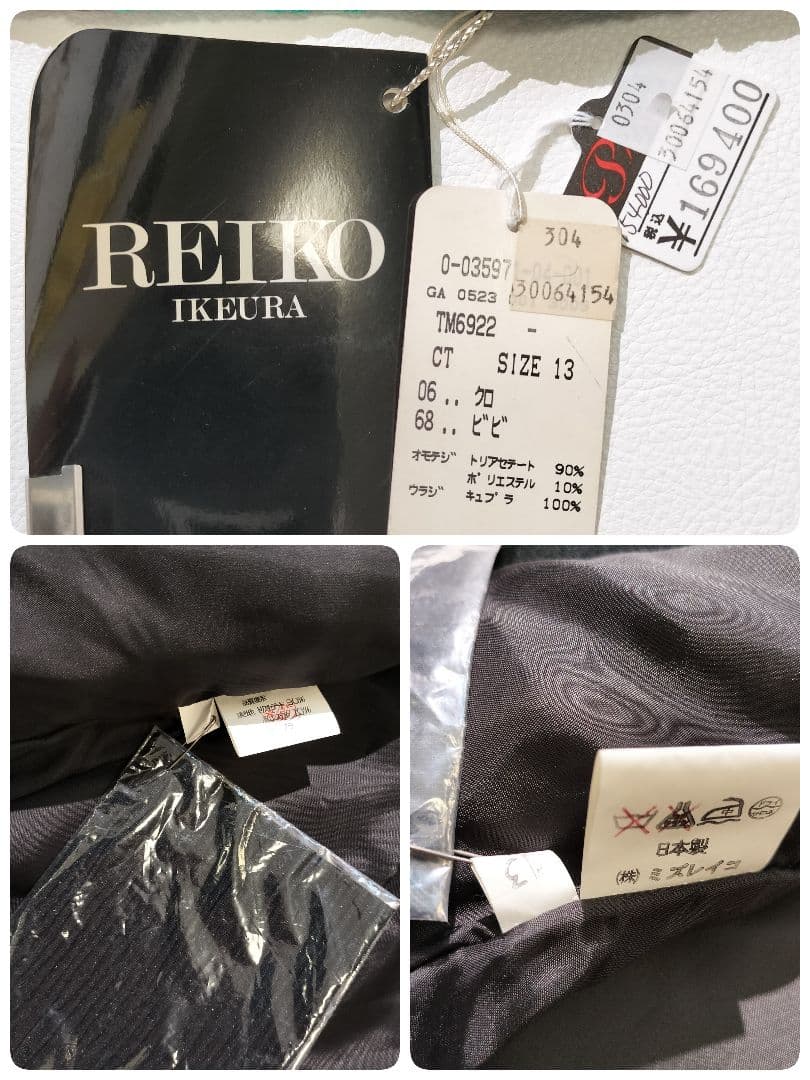 REIKO
IKEURA
0304
30064154
154000
税込
¥169400
304
0-03597
GA 0523
30064154
TM6922 -
CT SIZE 13
06.. クロ
68.. ビビ
オモテジ トリアセテート 90%
ポリエステル 10%
ウラジ キュプラ 100%
日本製
(株) ミズレイコ